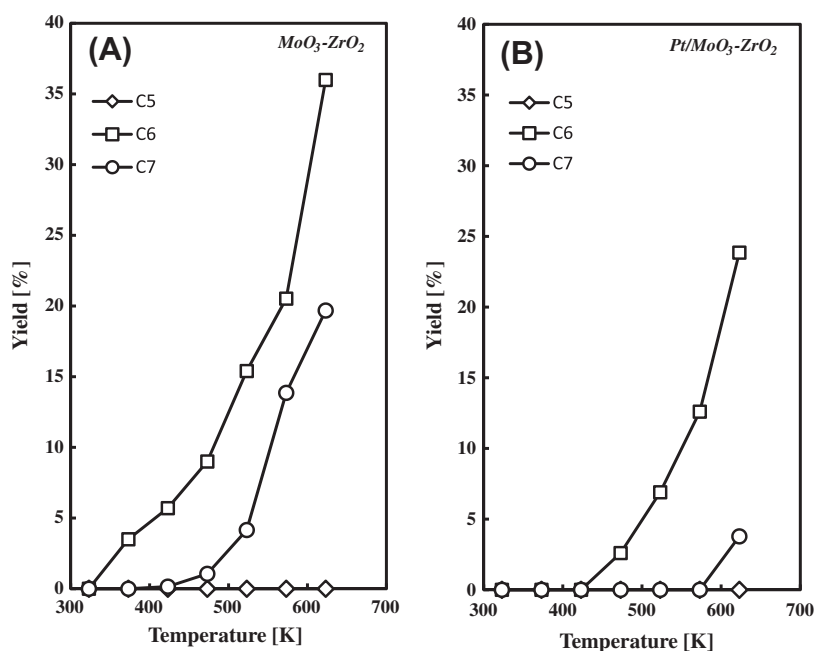 (A)
MoO3-ZrO2
C5
C6
C7
40
35
30
25
20
15
10
5
0
300
400
500
600
700
Yield [%]
Temperature [K]
(B)
Pt/MoO3-ZrO2
C5
C6
C7
40
35
30
25
20
15
10
5
0
300
400
500
600
700
Yield [%]
Temperature [K]